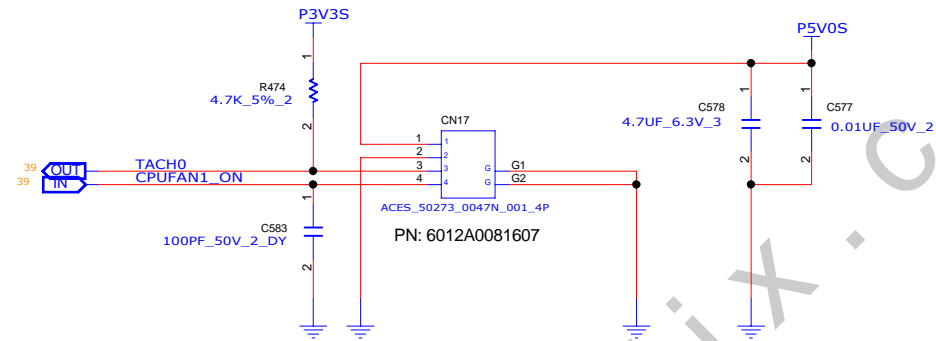 P3V3S
P5V0S
1
R474
4.7K_5%_2
2
1
C578
4.7UF_6.3V_3
2
1
C577
0.01UF_50V_2
2
CN17
1 1
2 2
3 3
4 4
G G1
G G2
ACES_50273_0047N_001_4P
PN: 6012A0081607
39 OUT TACH0
39 IN CPUFAN1_ON
1
C583
100PF_50V_2_DY
2
i x . c